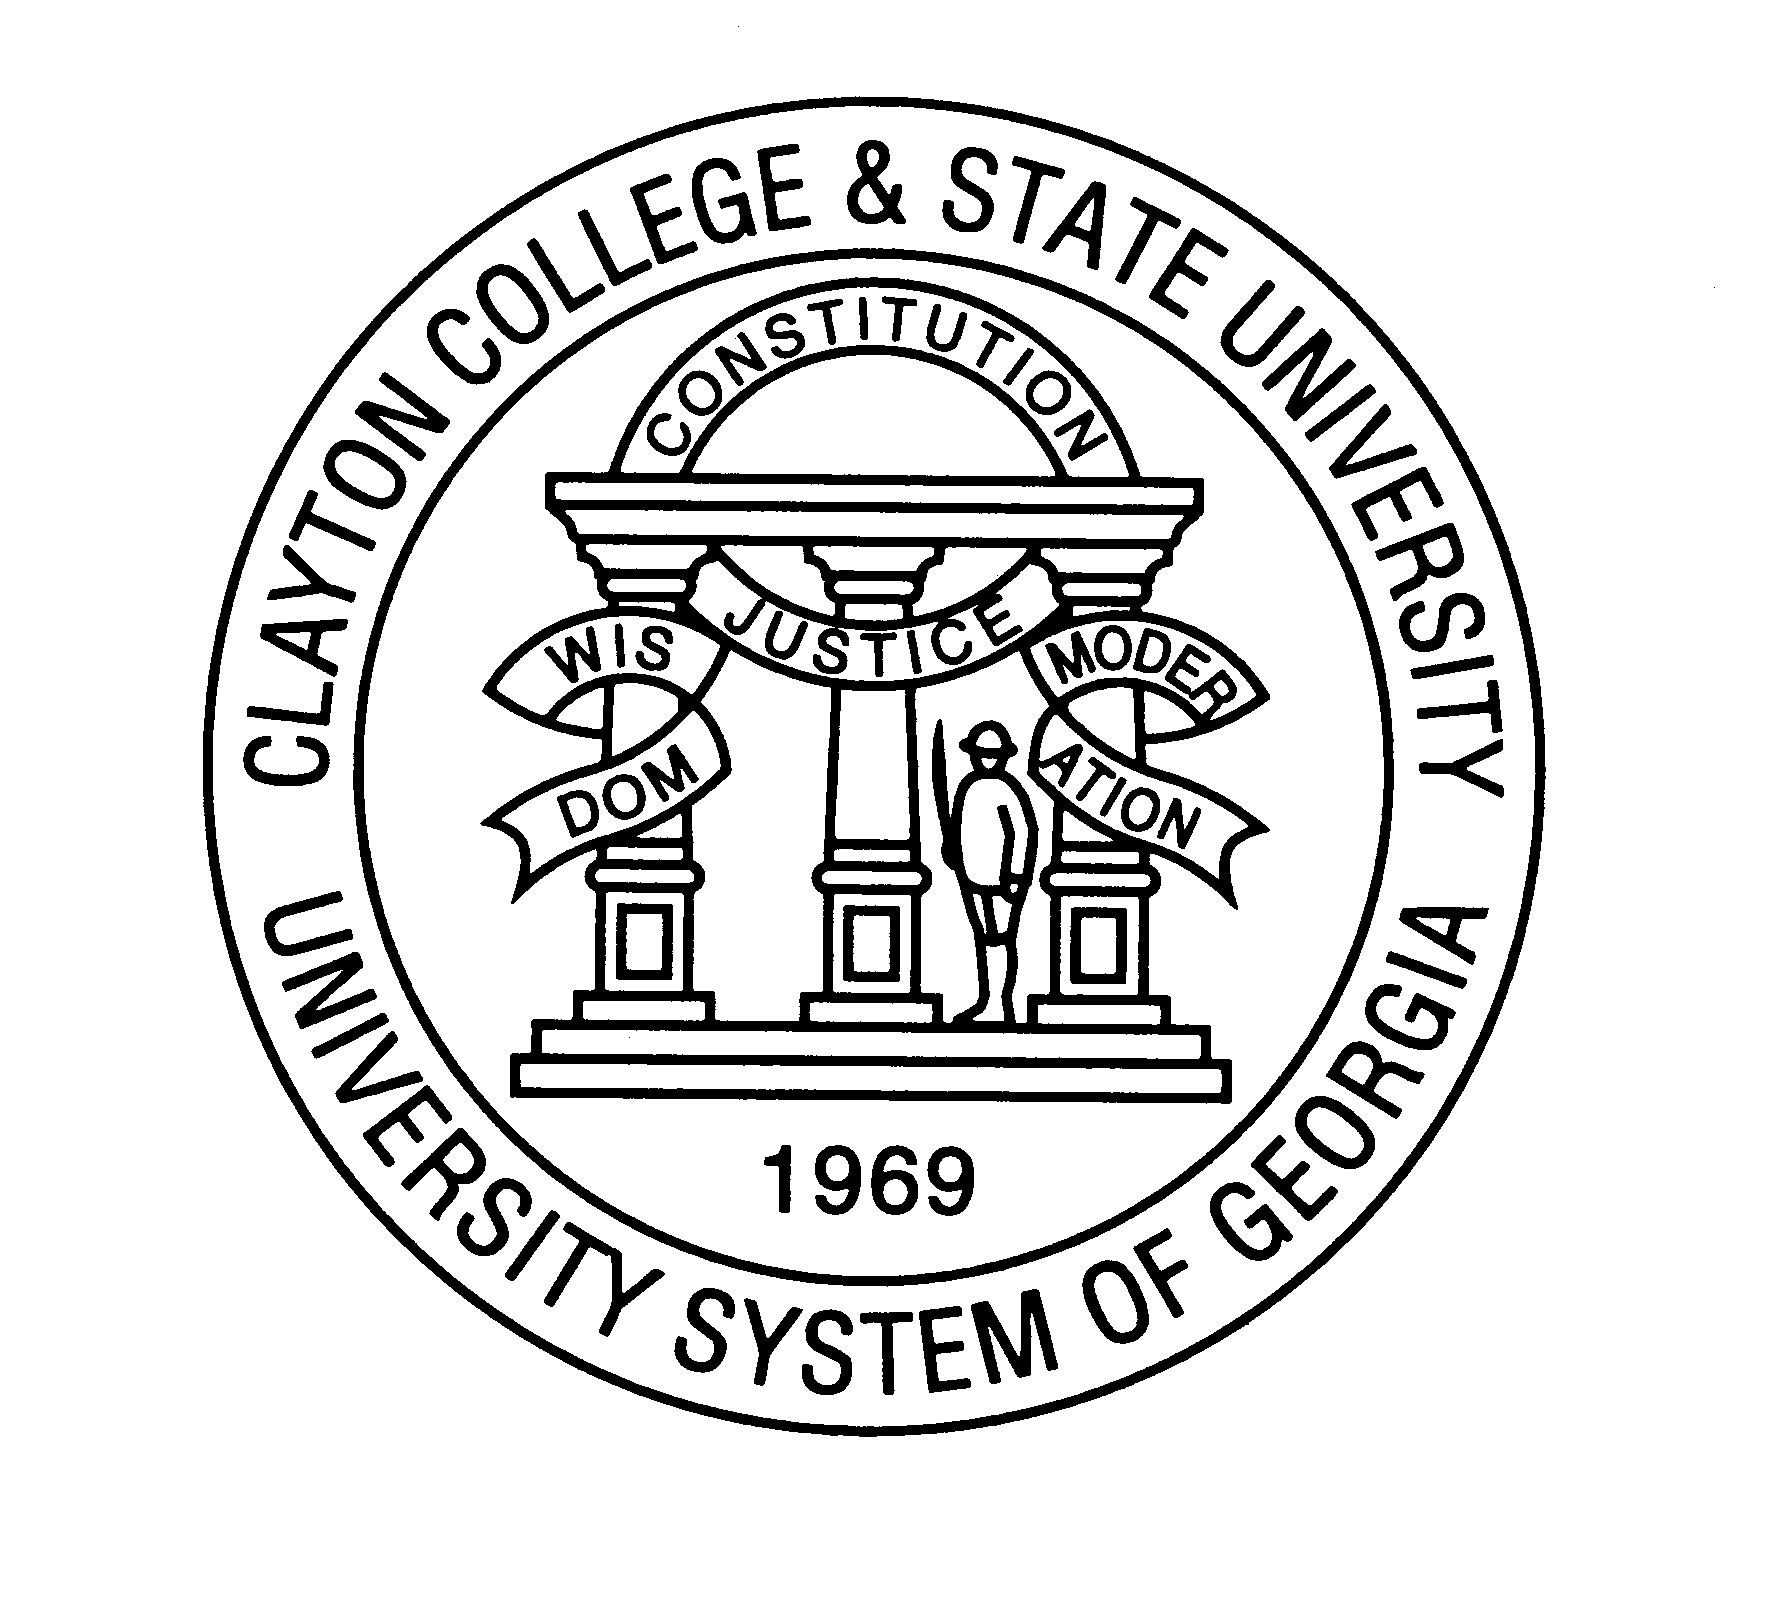 CLAYTON COLLEGE & STATE UNIVERSITY
CONSTITUTION
WIS
JUSTICE
MODER
DOM
ATION
1969
UNIVERSITY SYSTEM OF GEORGIA